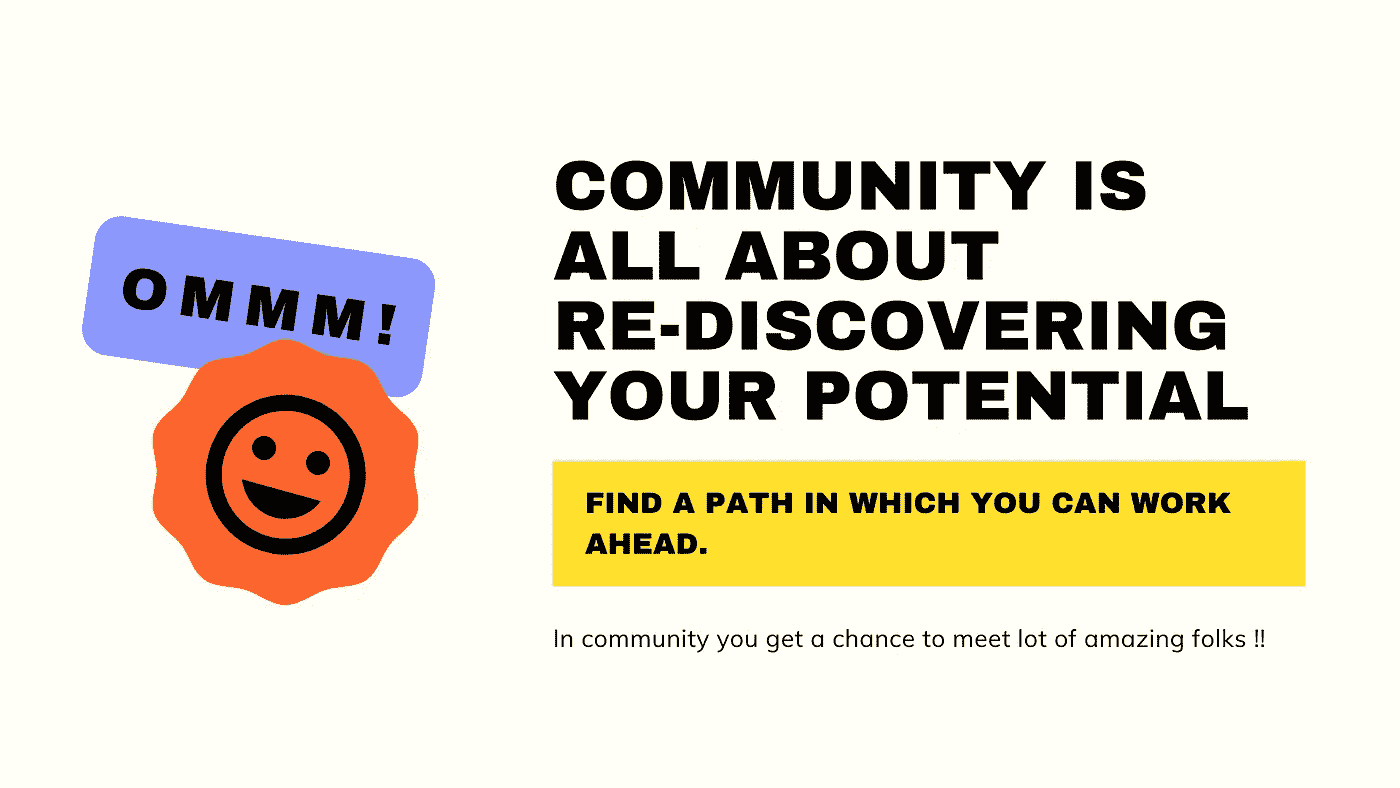 OMMM!
COMMUNITY IS
ALL ABOUT
RE-DISCOVERING
YOUR POTENTIAL
FIND A PATH IN WHICH YOU CAN WORK
AHEAD.
In community you get a chance to meet lot of amazing folks !!